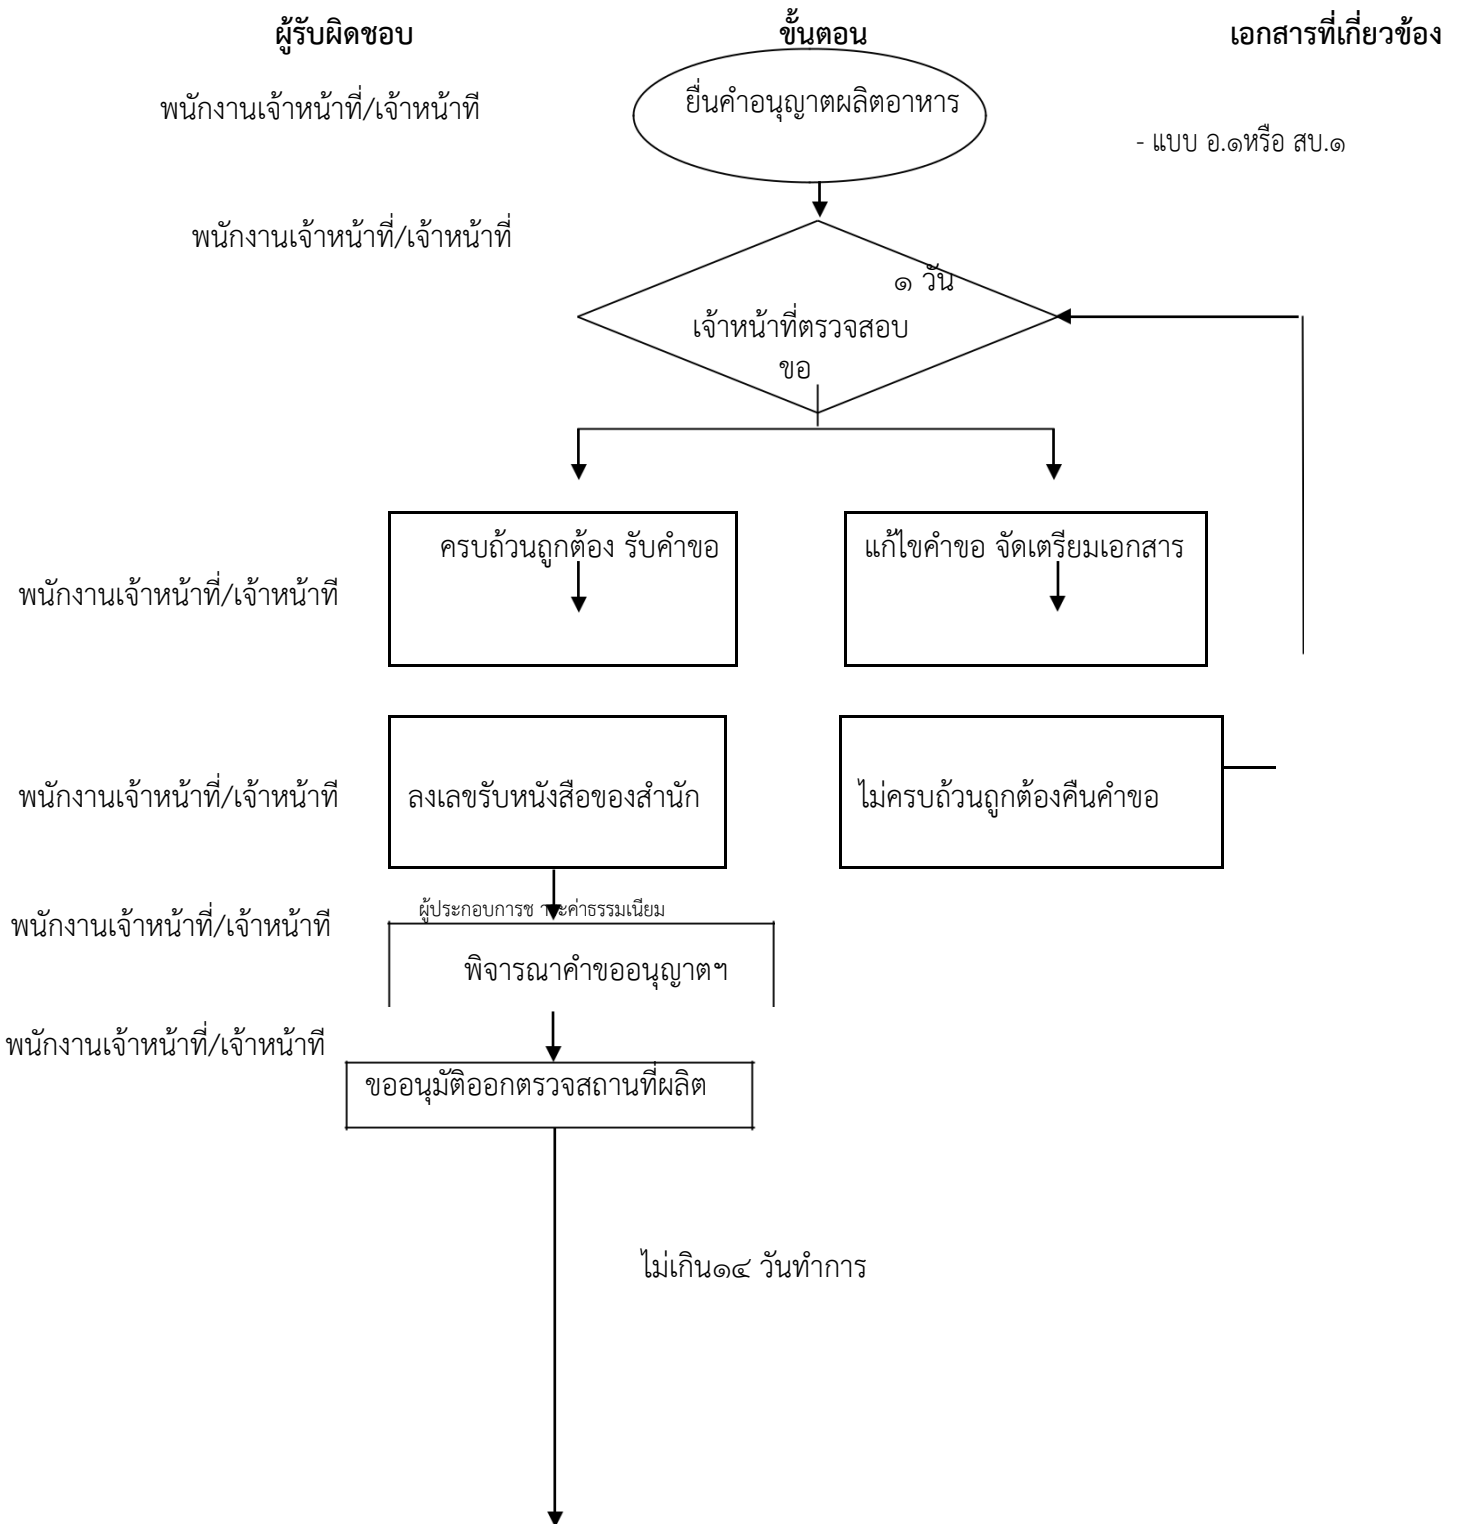 ผู้รับผิดชอบ ขั้นตอน เอกสารที่เกี่ยวข้อง
พนักงานเจ้าหน้าที่/เจ้าหน้าที ยื่นคำอนุญาตผลิตอาหาร
- แบบ อ.๑หรือ สบ.๑
พนักงานเจ้าหน้าที่/เจ้าหน้าที่
๑ วัน
เจ้าหน้าที่ตรวจสอบ
ขอ
ครบถ้วนถูกต้อง รับคำขอ แก้ไขคำขอ จัดเตรียมเอกสาร
พนักงานเจ้าหน้าที่/เจ้าหน้าที
พนักงานเจ้าหน้าที่/เจ้าหน้าที ลงเลขรับหนังสือของสำนัก ไม่ครบถ้วนถูกต้องคืนคำขอ
ผู้ประกอบการช ค่าธรรมเนียม
พนักงานเจ้าหน้าที่/เจ้าหน้าที
พิจารณาคำขออนุญาตฯ
พนักงานเจ้าหน้าที่/เจ้าหน้าที
ขออนุมัติออกตรวจสถานที่ผลิต
ไม่เกิน๑๔ วันทำการ